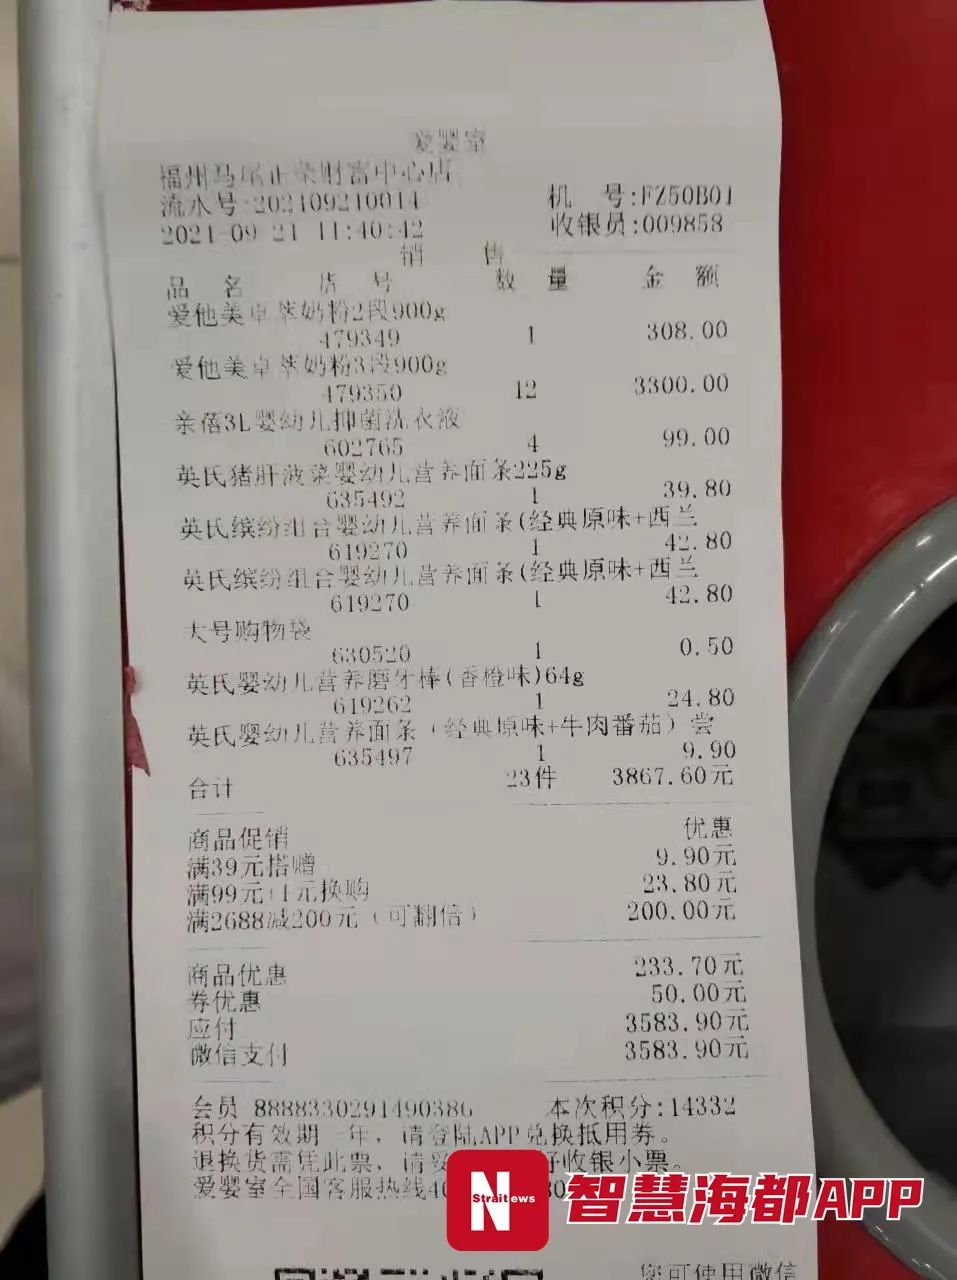 爱婴室
福州马尾正荣财富中心店
流水号:202109210014 机 号:FZ50B01
2021-09-21 11:40:42 收银员:009858
销 售
品 名 货 号 数 量 金 额
爱他美卓萃奶粉2段900g
479349 1 308.00
爱他美卓萃奶粉3段900g
479350 12 3300.00
亲蓓3L婴幼儿抑菌洗衣液
602765 4 99.00
英氏猪肝菠菜婴幼儿营养面条225g
635492 1 39.80
英氏缤纷组合婴幼儿营养面条(经典原味+西兰
619270 1 42.80
英氏缤纷组合婴幼儿营养面条(经典原味+西兰
619270 1 42.80
大号购物袋
630520 1 0.50
英氏婴幼儿营养磨牙棒(香橙味)64g
619262 1 24.80
英氏婴幼儿营养面条（经典原味+牛肉番茄）尝
635497 1 9.90
合计 23件 3867.60元
商品促销 优惠
满39元搭赠 9.90元
满99元+1元换购 23.80元
满2688减200元（可翻倍） 200.00元
商品优惠 233.70元
券优惠 50.00元
应付 3583.90元
微信支付 3583.90元
会员 8888330291490386 本次积分:14332
积分有效期一年，请登陆APP兑换抵用券。
退换货需凭此票，请妥 好收银小票。
爱婴室全国客服热线40
N
Straitnews
智慧海都APP
您可使用微信